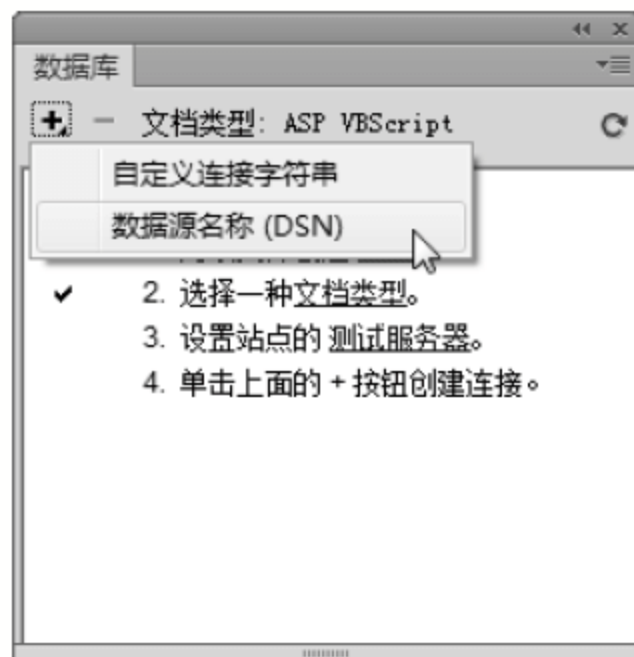 数据库
文档类型: ASP VBScript
自定义连接字符串
数据源名称 (DSN)
2. 选择一种文档类型。
3. 设置站点的 测试服务器。
4. 单击上面的 + 按钮创建连接。